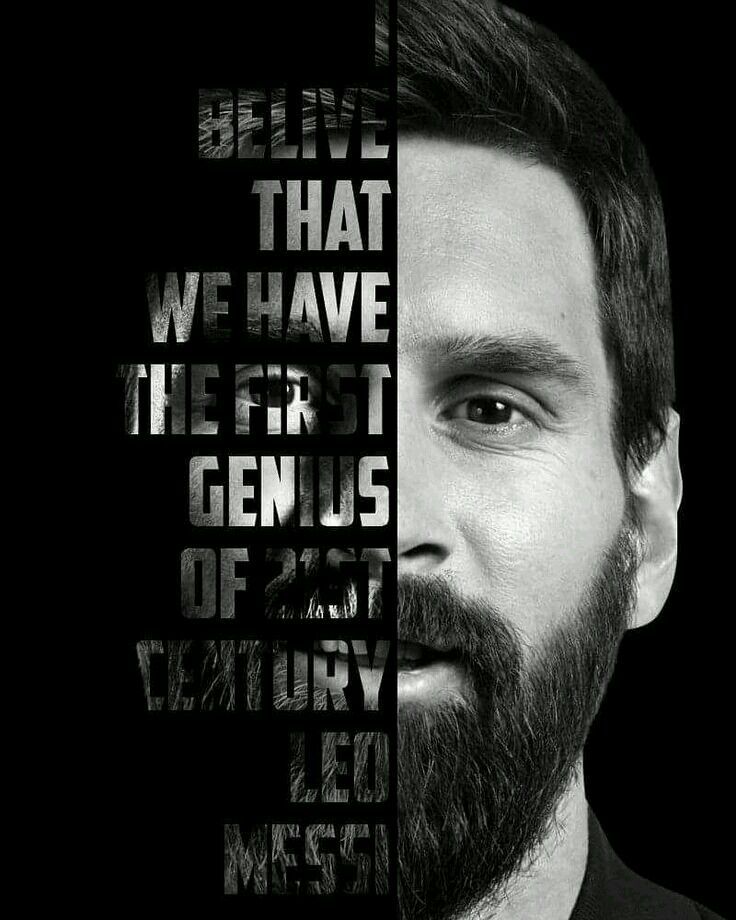 I
BELIVE
THAT
WE HAVE
THE FIRST
GENIUS
OF 21ST
CENTURY
LEO
MESSI